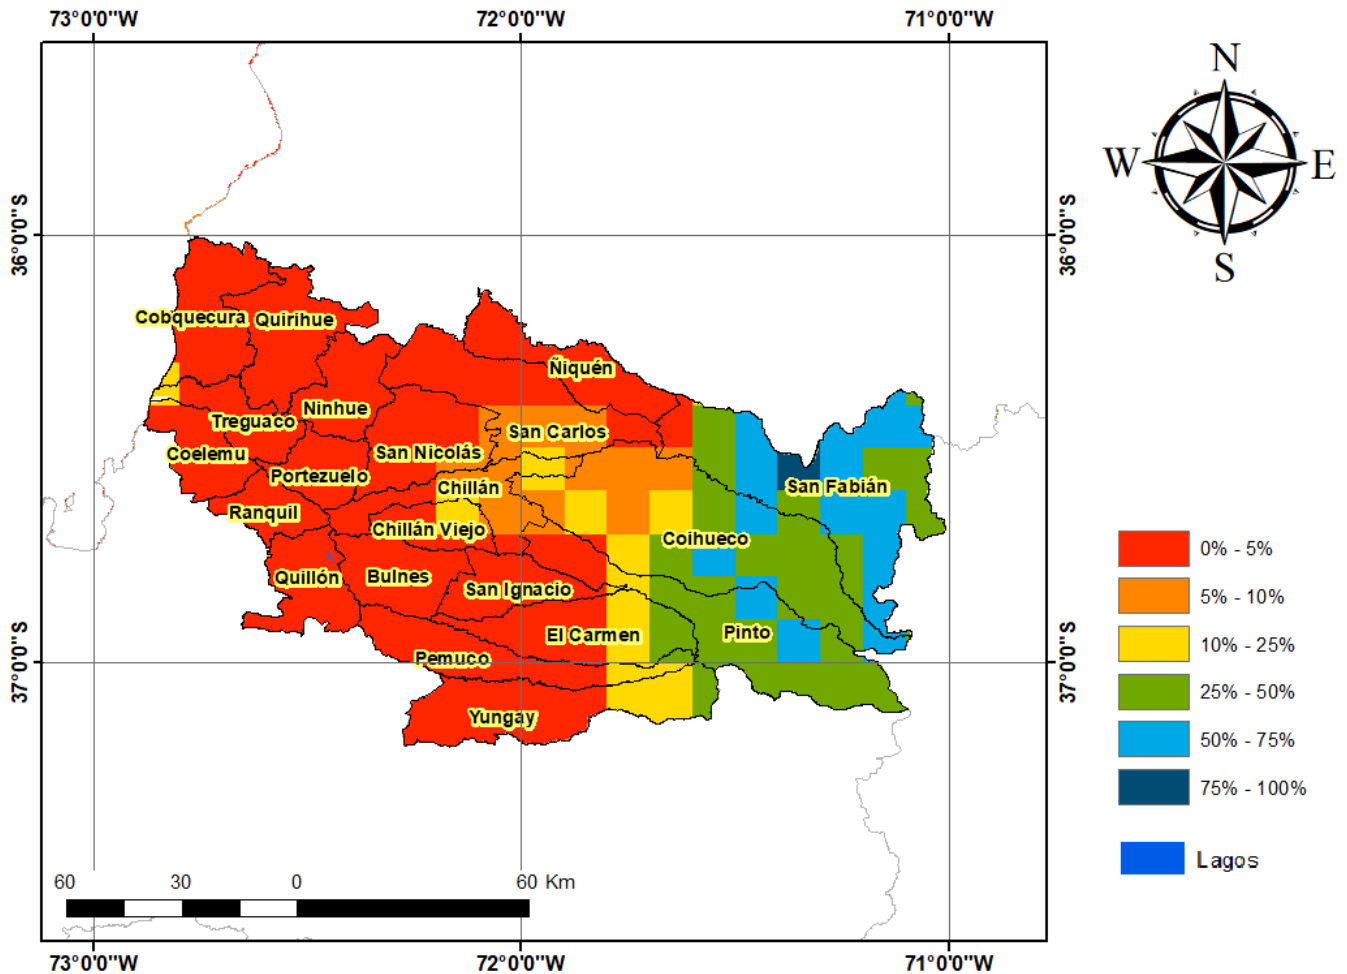 73°0'0"W 72°0'0"W 71°0'0"W
N
W E
S
36°0'0"S 36°0'0"S
Cobquecura Quirihue
Ñiquén
Ninhue
Treguaco San Carlos
Coelemu San Nicolás
Portezuelo Chillán San Fabián
Ranquil
Chillán Viejo Coihueco
Quillón Bulnes San Ignacio
El Carmen Pinto
Pemuco
37°0'0"S 37°0'0"S
Yungay
0% - 5%
5% - 10%
10% - 25%
25% - 50%
50% - 75%
75% - 100%
Lagos
60 30 0 60 Km
73°0'0"W 72°0'0"W 71°0'0"W